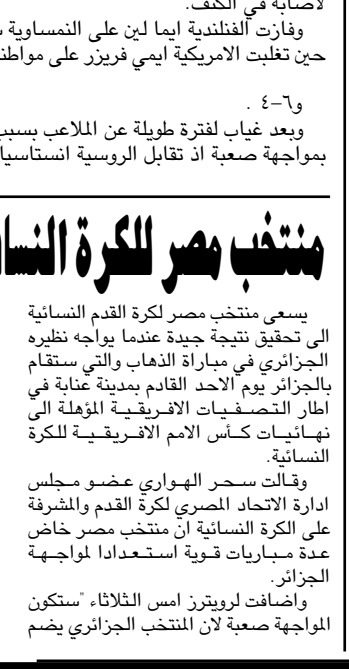 لاصابة في الكتف.
وفازت الفنلندية ايما لين على النمساوية
حين تغلبت الامريكية ايمي فريزر على مواطن
و٦-٤ .
وبعد غياب لفترة طويلة عن الملاعب بسبب
بمواجهة صعبة اذ تقابل الروسية انستاسيا
منتخب مصر للكرة النسا
يسعى منتخب مصر لكرة القدم النسائية
الى تحقيق نتيجة جيدة عندما يواجه نظيره
الجزائري في مباراة الذهاب والتي ستقام
بالجزائر يوم الاحد القادم بمدينة عنابة في
اطار التصفيات الافريقية المؤهلة الى
نهائيات كأس الامم الافريقية للكرة
النسائية.
وقالت سحر الهواري عضو مجلس
ادارة الاتحاد المصري لكرة القدم والمشرفة
على الكرة النسائية ان منتخب مصر خاض
عدة مباريات قوية استعدادا لمواجهة
الجزائر.
واضافت لرويترز امس الثلاثاء "ستكون
المواجهة صعبة لان المنتخب الجزائري يضم